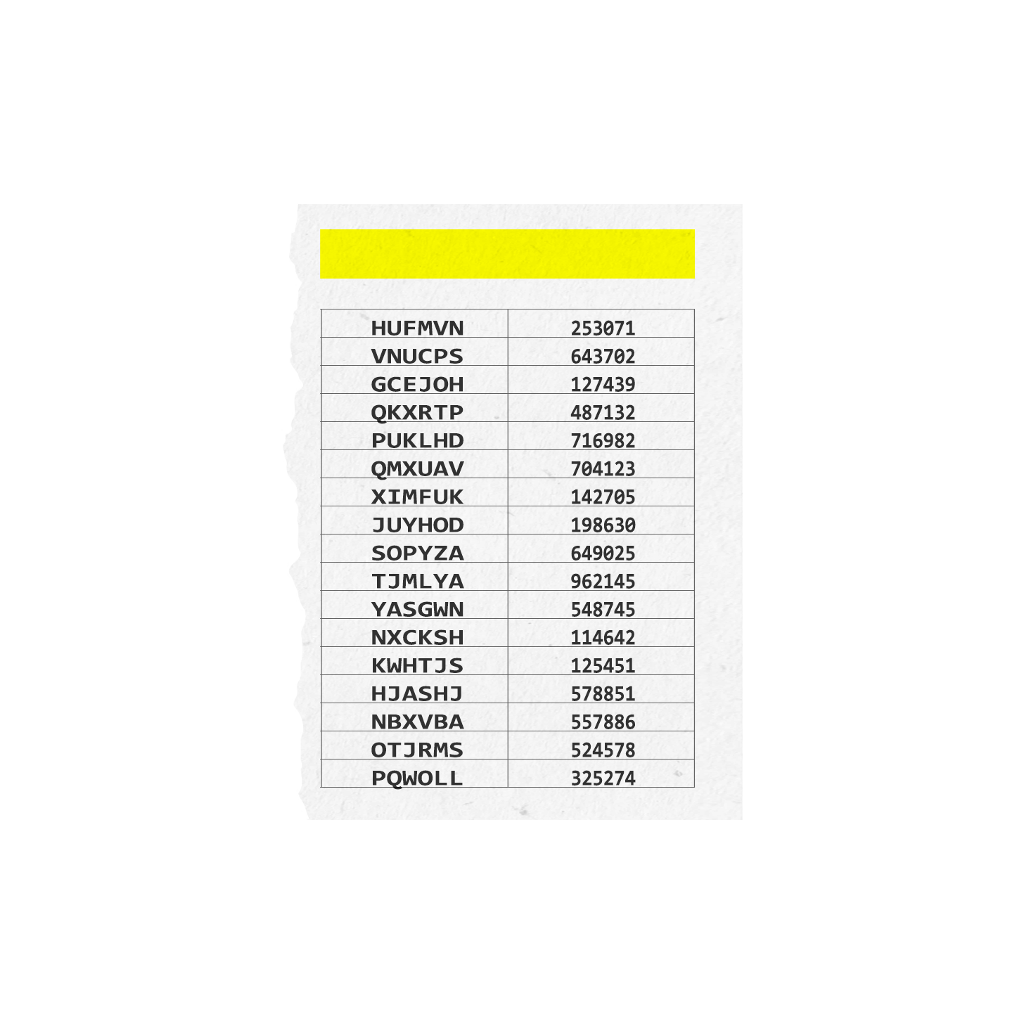 HUFMVN 253071
VNUCPS 643702
GCEJOH 127439
QKXRTP 487132
PUKLHD 716982
QMXUAV 704123
XIMFUK 142705
JUYHOD 198630
SOPYZA 649025
TJMLYA 962145
YASGWN 548745
NXCKSH 114642
KWHTJS 125451
HJASHJ 578851
NBXVBA 557886
OTJRMS 524578
PQWOLL 325274